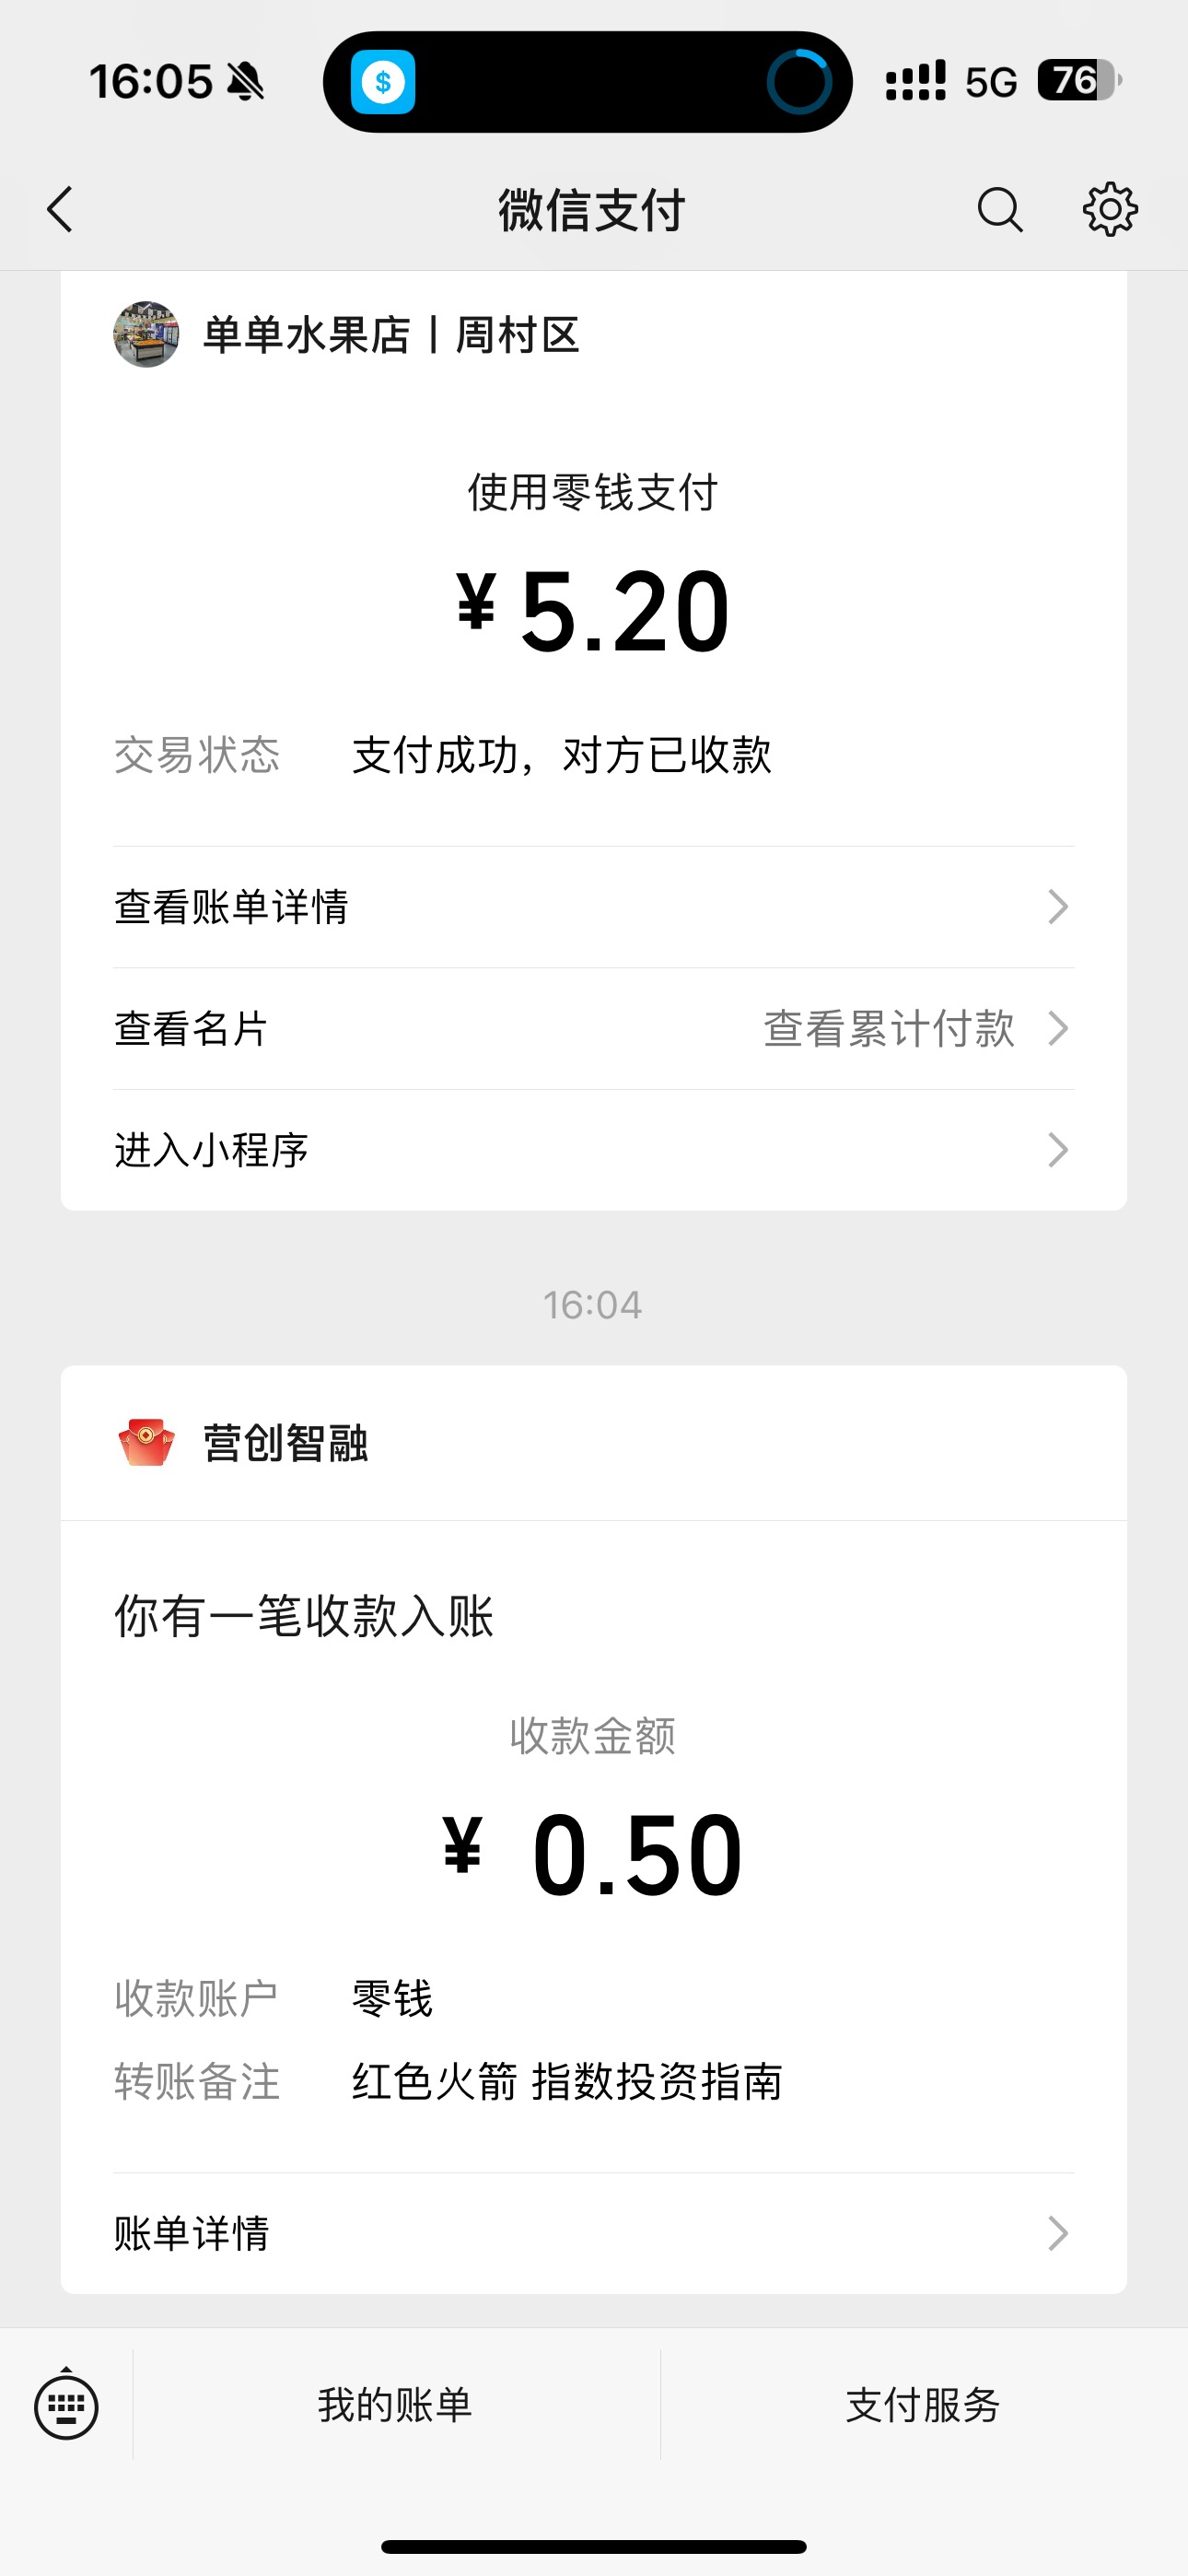 16:05 5G 76
微信支付
单单水果店丨周村区
使用零钱支付
¥5.20
交易状态 支付成功，对方已收款
查看账单详情
查看名片 查看累计付款
进入小程序
16:04
营创智融
你有一笔收款入账
收款金额
¥ 0.50
收款账户 零钱
转账备注 红色火箭 指数投资指南
账单详情
我的账单 支付服务